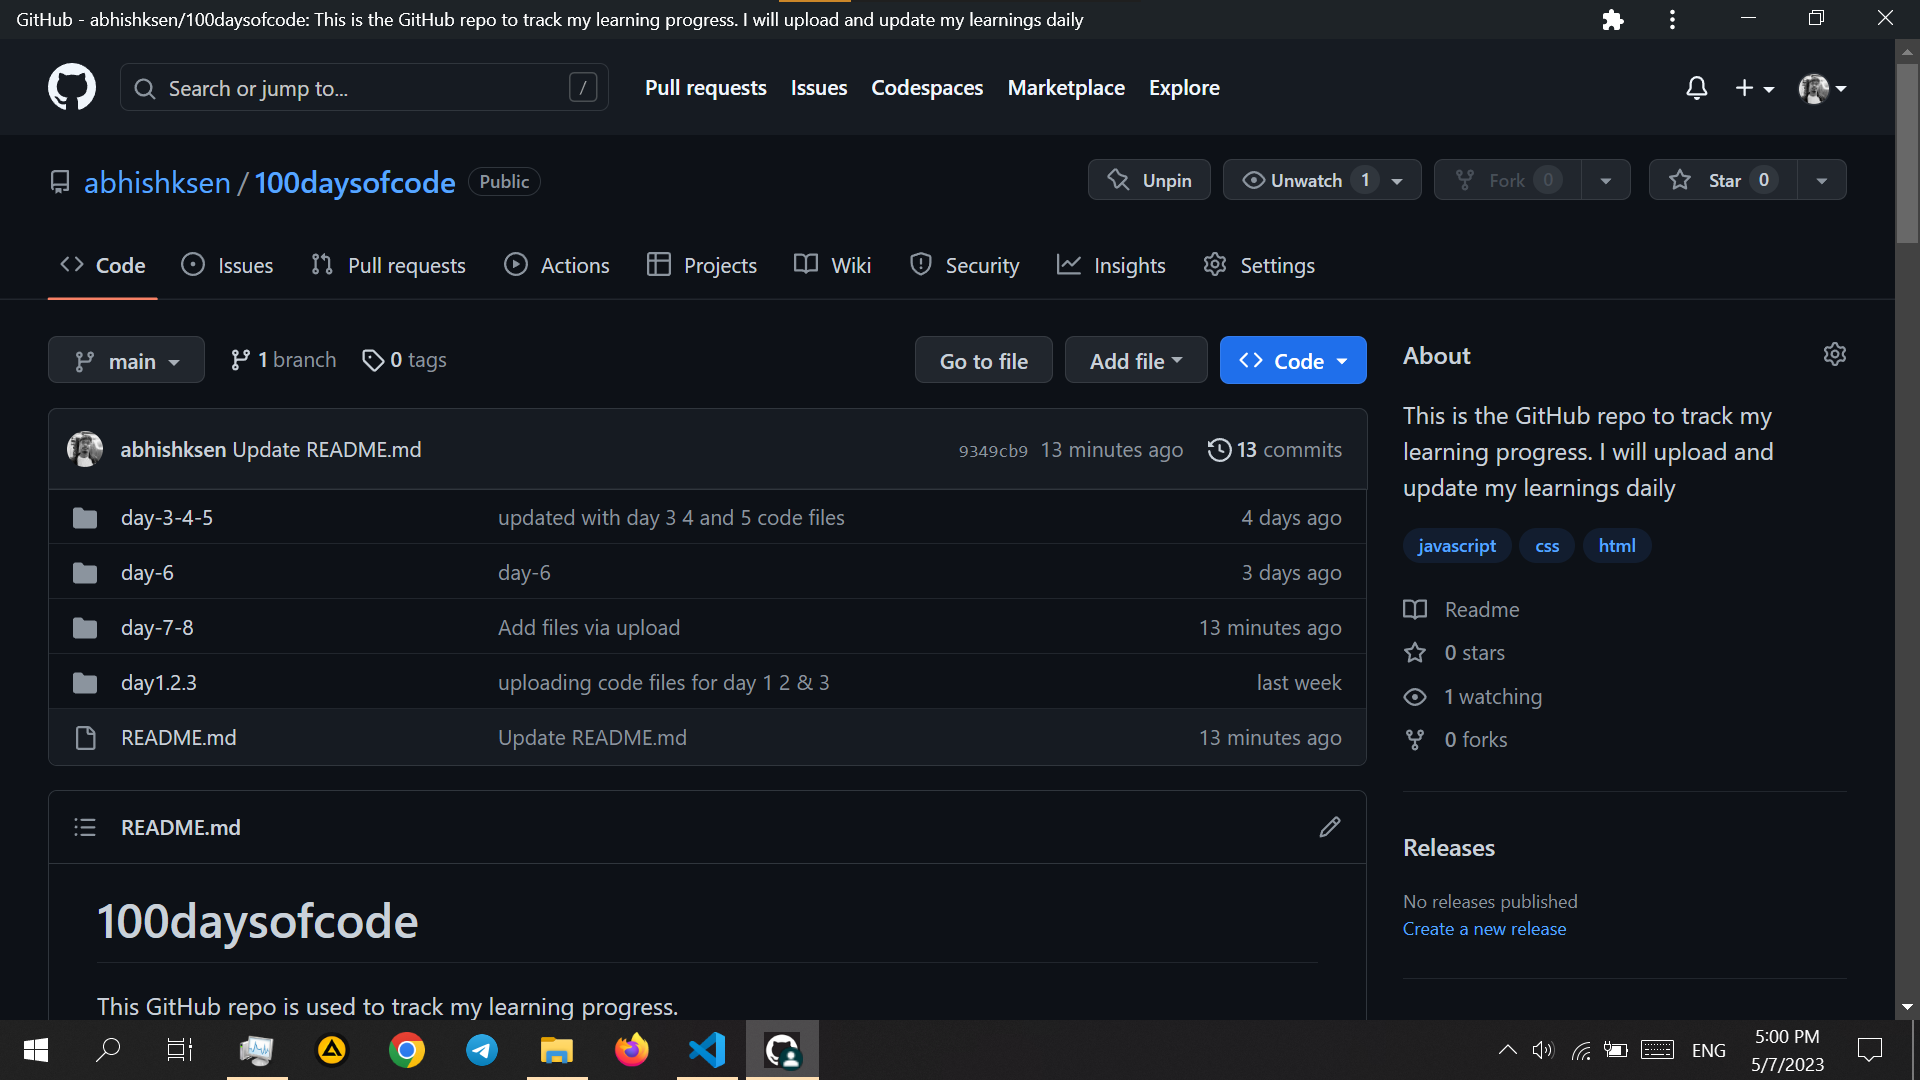 GitHub - abhishksen/100daysofcode: This is the GitHub repo to track my learning progress. I will upload and update my learnings daily
Search or jump to... /
Pull requests Issues Codespaces Marketplace Explore
abhishksen / 100daysofcode Public
Unpin Unwatch 1 Fork 0 Star 0
Code Issues Pull requests Actions Projects Wiki Security Insights Settings
main 1 branch 0 tags Go to file Add file Code
abhishksen Update README.md 9349cb9 13 minutes ago 13 commits
day-3-4-5 updated with day 3 4 and 5 code files 4 days ago
day-6 day-6 3 days ago
day-7-8 Add files via upload 13 minutes ago
day1.2.3 uploading code files for day 1 2 & 3 last week
README.md Update README.md 13 minutes ago
README.md
100daysofcode
This GitHub repo is used to track my learning progress.
About
This is the GitHub repo to track my
learning progress. I will upload and
update my learnings daily
javascript css html
Readme
0 stars
1 watching
0 forks
Releases
No releases published
Create a new release
ENG
5:00 PM
5/7/2023